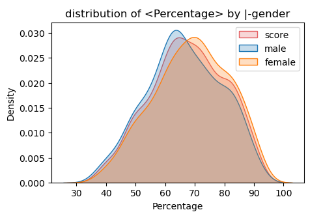 distribution of <Percentage> by |-gender
score
male
female
Density
0.030
0.025
0.020
0.015
0.010
0.005
0.000
30 40 50 60 70 80 90 100
Percentage